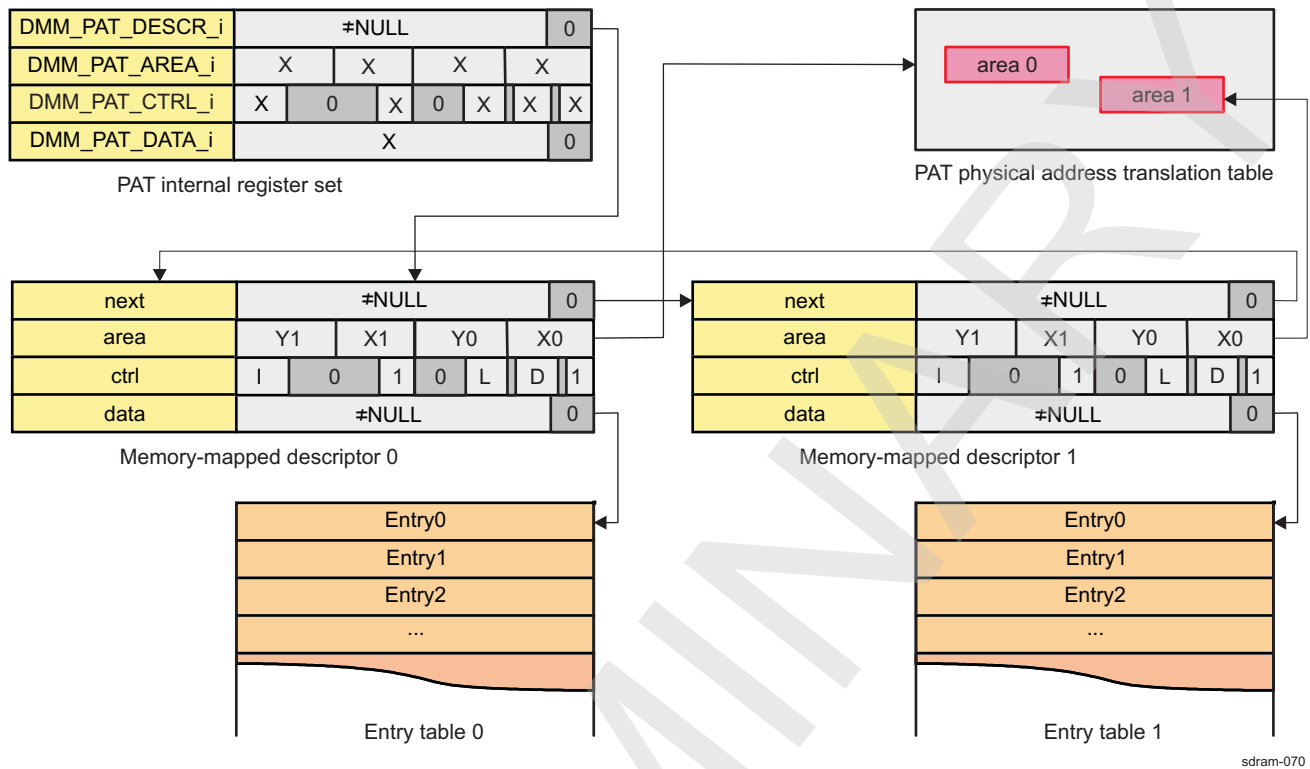 DMM_PAT_DESCR_i ≠NULL 0
DMM_PAT_AREA_i X X X X
DMM_PAT_CTRL_i X 0 X 0 X X X
DMM_PAT_DATA_i X 0
PAT internal register set
area 0
area 1
PAT physical address translation table
next ≠NULL 0
area Y1 X1 Y0 X0
ctrl I 0 1 0 L D 1
data ≠NULL 0
Memory-mapped descriptor 0
next ≠NULL 0
area Y1 X1 Y0 X0
ctrl I 0 1 0 L D 1
data ≠NULL 0
Memory-mapped descriptor 1
Entry0
Entry1
Entry2
...
Entry table 0
Entry0
Entry1
Entry2
...
Entry table 1
sdram-070
MINARY